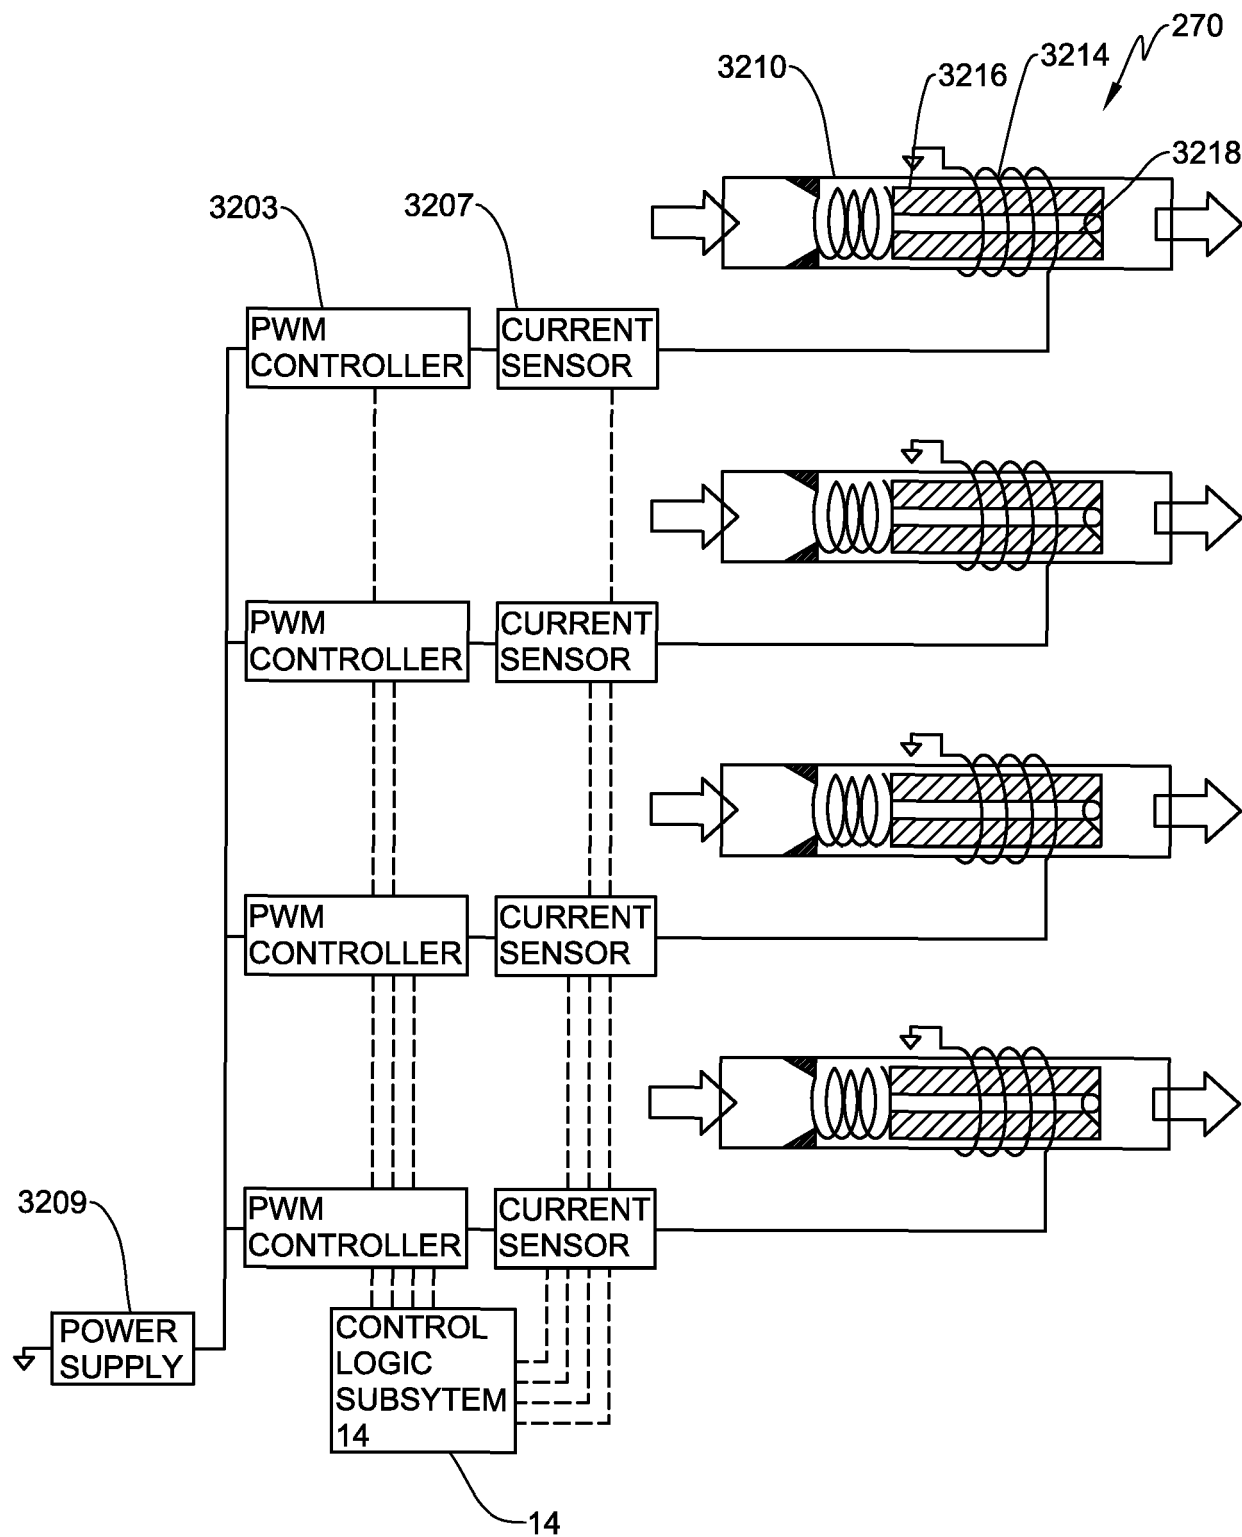 270
3214
3210
3216
3218
3203
3207
PWM
CONTROLLER
CURRENT
SENSOR
PWM
CONTROLLER
CURRENT
SENSOR
PWM
CONTROLLER
CURRENT
SENSOR
PWM
CONTROLLER
CURRENT
SENSOR
3209
POWER
SUPPLY
CONTROL
LOGIC
SUBSYTEM
14
14